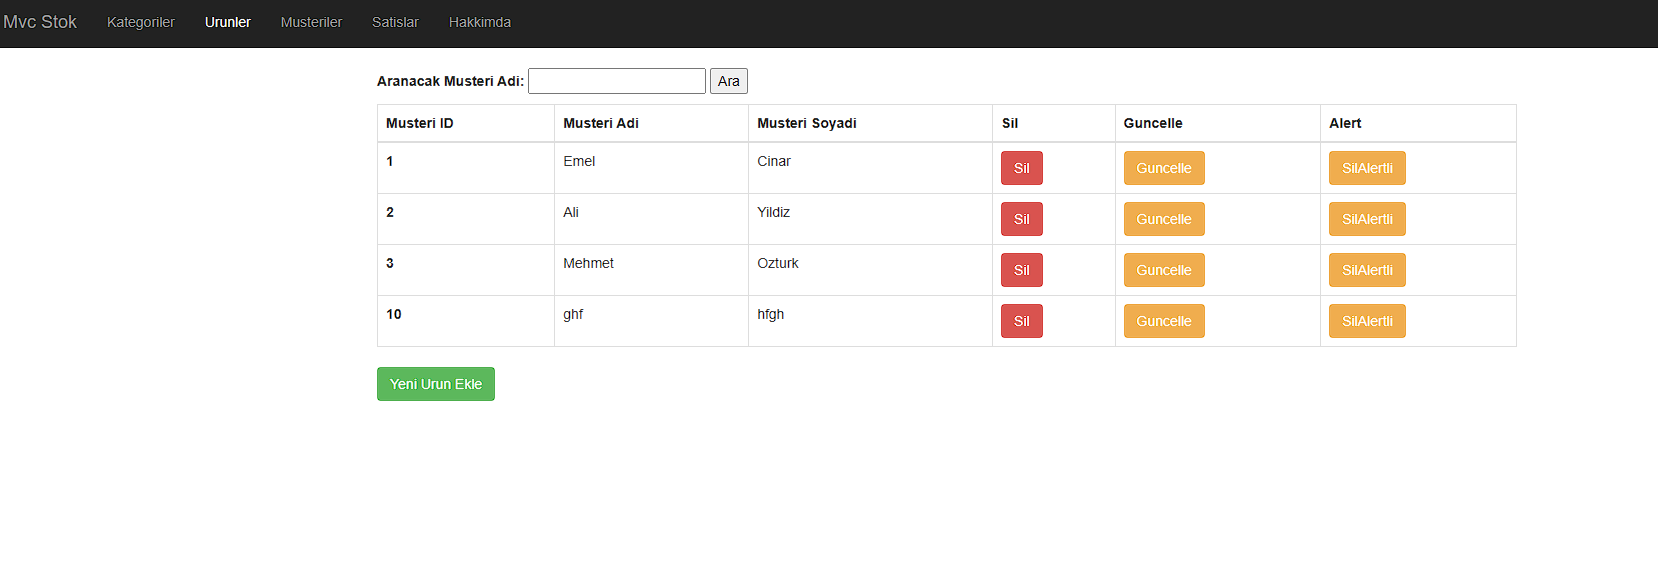 Mvc Stok Kategoriler Urunler Musteriler Satislar Hakkimda
Aranacak Musteri Adi: Ara
Musteri ID Musteri Adi Musteri Soyadi Sil Guncelle Alert
1 Emel Cinar Sil Guncelle SilAlertli
2 Ali Yildiz Sil Guncelle SilAlertli
3 Mehmet Ozturk Sil Guncelle SilAlertli
10 ghf hfgh Sil Guncelle SilAlertli
Yeni Urun Ekle